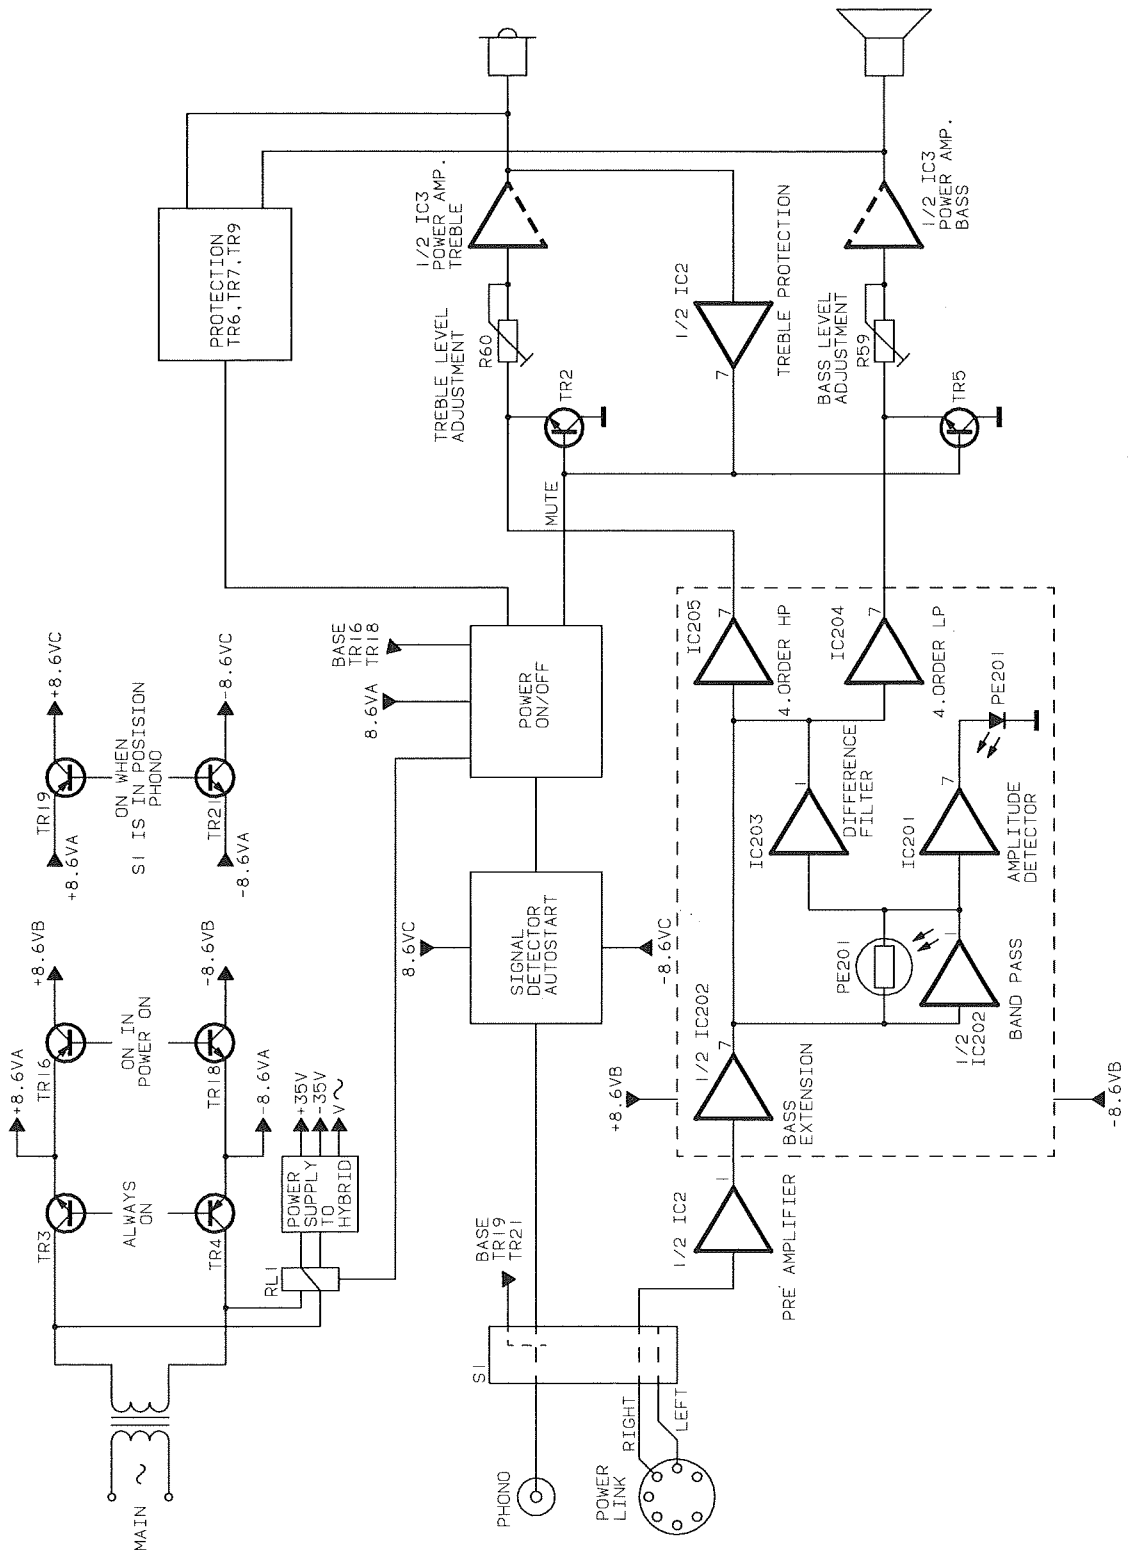 MAIN ~
TR3
ALWAYS
ON
TR4
+8.6VA
-8.6VA
TR16
ON IN
POWER ON
TR18
+8.6VB
-8.6VB
+8.6VA
TR19
+8.6VC
ON WHEN
S1 IS IN POSISION
PHONO
-8.6VA
TR21
-8.6VC
RL1
POWER
SUPPLY
TO
HYBRID
+35V
-35V
V~
PROTECTION
TR6,TR7,TR9
PHONO
S1
BASE
TR19
TR21
8.6VC
SIGNAL
DETECTOR
AUTOSTART
-8.6VC
8.6VA
BASE
TR16
TR18
POWER
ON/OFF
MUTE
TREBLE LEVEL
ADJUSTMENT
R60
TR2
1/2 IC3
POWER AMP.
TREBLE
1/2 IC2
7
TREBLE PROTECTION
POWER
LINK
RIGHT
LEFT
1/2 IC2
1
PRE AMPLIFIER
+8.6VB
1/2 IC202
7
BASS
EXTENSION
PE201
1/2
IC202
1
BAND PASS
IC203
1
DIFFERENCE
FILTER
IC201
7
AMPLITUDE
DETECTOR
PE201
IC205
7
4.ORDER HP
IC204
7
4.ORDER LP
-8.6VB
BASS LEVEL
ADJUSTMENT
R59
TR5
1/2 IC3
POWER AMP.
BASS